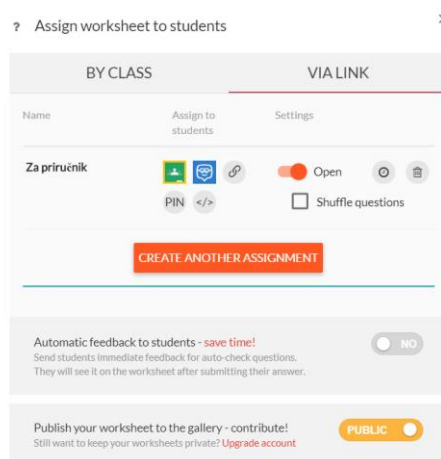 ? Assign worksheet to students
BY CLASS VIA LINK
Name Assign to students Settings
Za priručnik Open
PIN </> Shuffle questions
CREATE ANOTHER ASSIGNMENT
Automatic feedback to students - save time! NO
Send students immediate feedback for auto-check questions.
They will see it on the worksheet after submitting their answer.
Publish your worksheet to the gallery - contribute! PUBLIC
Still want to keep your worksheets private? Upgrade account